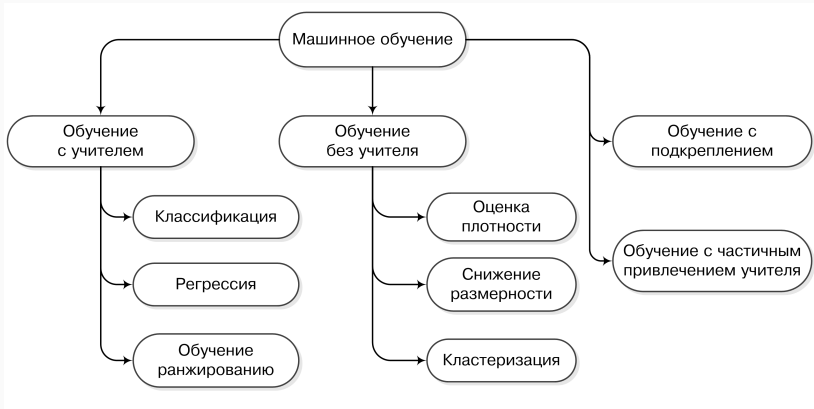 Машинное обучение
Обучение
с учителем
Обучение
без учителя
Обучение с
подкреплением
Классификация
Оценка
плотности
Обучение с частичным
привлечением учителя
Регрессия
Снижение
размерности
Обучение
ранжированию
Кластеризация